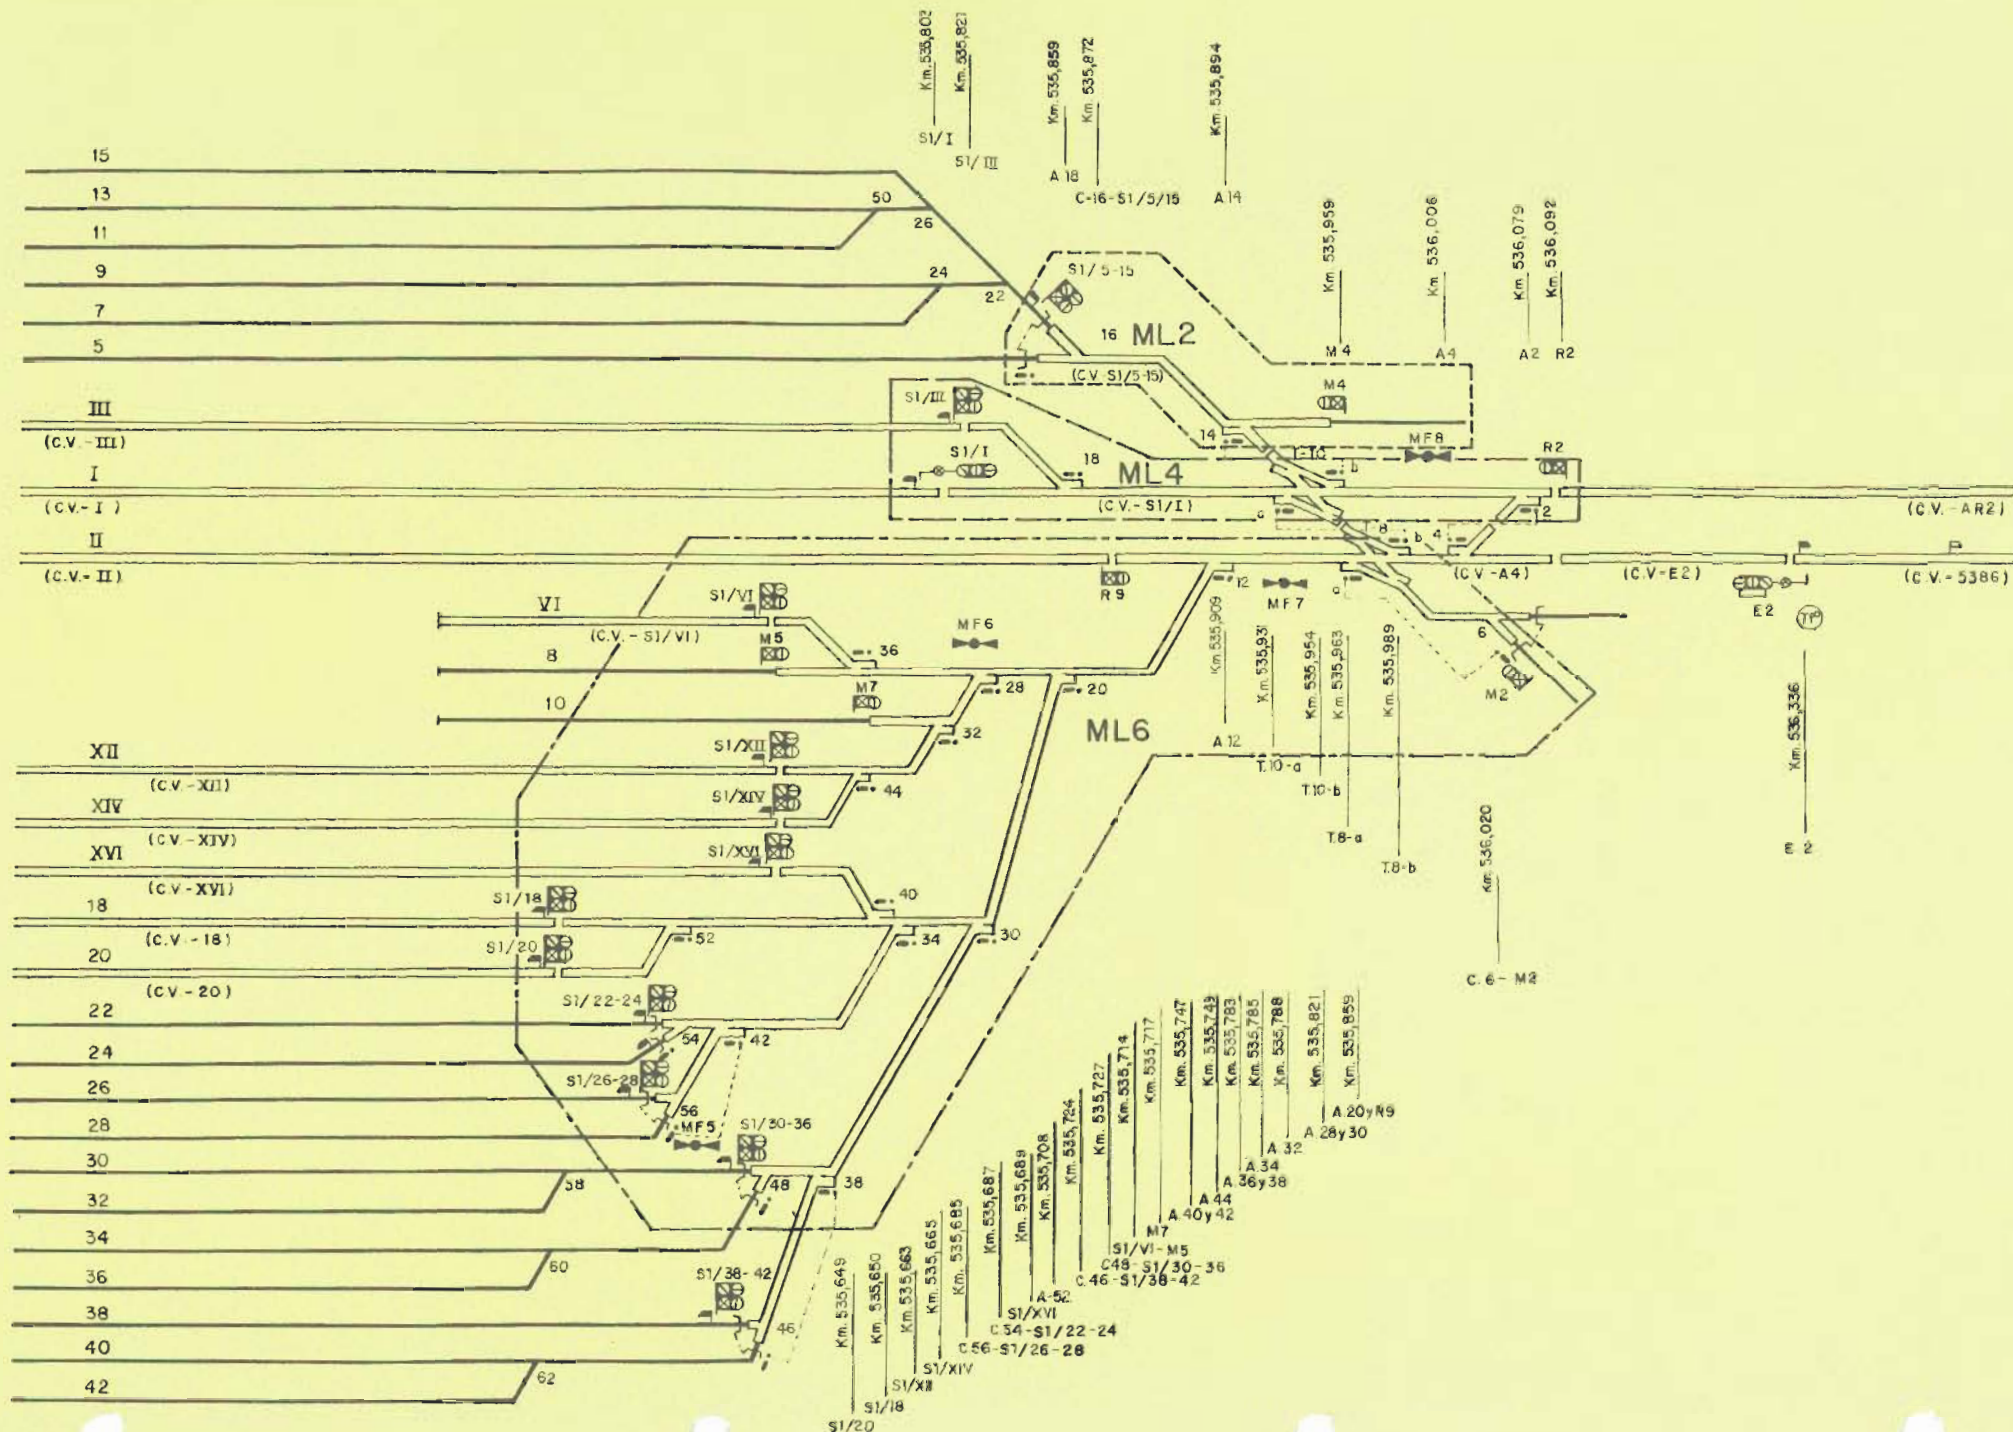 Km. 535,803
Km. 535,821
Km. 535,859
Km. 535,872
Km. 535,894
S1/I
S1/III
A 18
C-16-S1/5/15
A.14
15
13
50
26
11
9
24
22
7
5
Km 535,959
Km 536,006
Km 536,079
Km 536,092
M 4
A 4
A 2
R2
S1/5-15
16
ML2
(C.V-S1/5-15)
M4
14
MF8
R2
III
(C.V.-III)
S1/III
S1/I
18
ML4
T-10
b
I
(C.V.-I)
(C.V.-S1/I)
a
2
(C.V.-AR2)
8
b
4
II
(C.V.-II)
R9
12
MF7
a
(C.V-A4)
(C.V-E2)
(C.V.-5386)
E2
TPº
VI
(C.V.-S1/VI)
S1/VI
M5
MF6
36
6
M2
8
M7
28
20
10
32
ML6
Km 535,909
Km 535,931
Km 535,954
Km 535,963
Km 535,989
A 12
T.10-a
T10-b
T.8-a
T.8-b
Km 536,336
E 2
Km 536,020
C. 6- M2
XII
(C.V.-XII)
S1/XII
44
XIV
(C.V.-XIV)
S1/XIV
XVI
(C.V-XVI)
S1/XVI
40
18
(C.V.-18)
S1/18
52
34
30
20
(C.V.-20)
S1/20
22
S1/22-24
54
42
24
26
S1/26-28
56
28
MF5
S1/30-36
30
58
48
38
32
34
60
36
S1/38-42
38
46
40
62
42
Km 535,649
Km 535,650
Km 535,663
Km 535,665
Km 535,685
Km. 535,687
Km. 535,689
Km. 535,708
Km. 535,724
Km. 535,727
Km. 535,714
Km. 535,717
Km. 535,747
Km. 535,749
Km. 535,783
Km. 535,785
Km. 535,788
Km. 535,821
Km. 535,859
A.20yR9
A.28y30
A.32
A.34
A.36y38
A.44
A.40y42
M7
S1/VI-M5
C48-S1/30-36
C.46-S1/38-42
A-52
S1/XVI
C.54-S1/22-24
C56-S1/26-28
S1/XIV
S1/XII
S1/18
S1/20